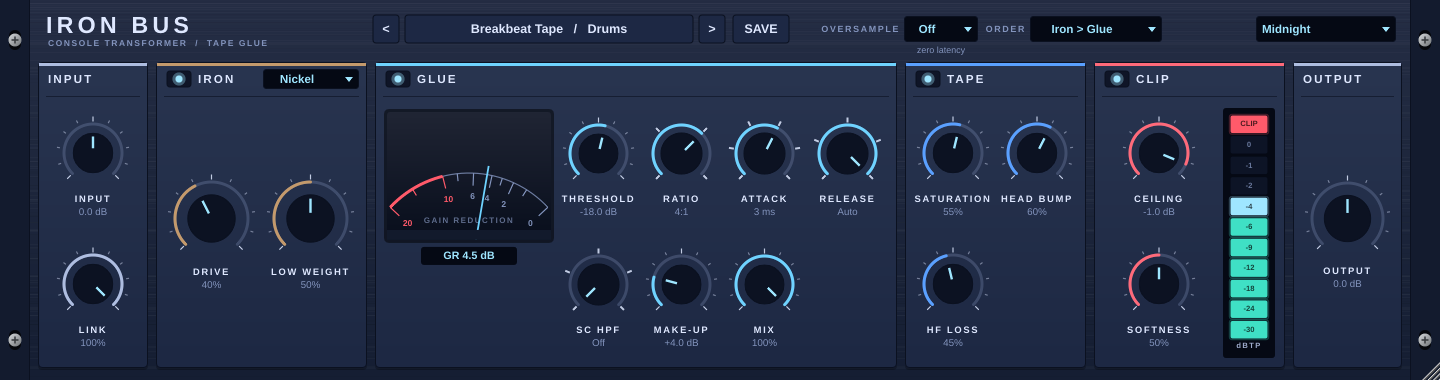 IRON BUS
CONSOLE TRANSFORMER / TAPE GLUE
< Breakbeat Tape / Drums > SAVE
OVERSAMPLE Off ORDER Iron > Glue Midnight
zero latency
INPUT IRON Nickel GLUE TAPE CLIP OUTPUT
INPUT
0.0 dB
LINK
100%
DRIVE LOW WEIGHT
40% 50%
20 10 6 4 2 0
GAIN REDUCTION
GR 4.5 dB
THRESHOLD RATIO ATTACK RELEASE
-18.0 dB 4:1 3 ms Auto
SC HPF MAKE-UP MIX
Off +4.0 dB 100%
SATURATION HEAD BUMP
55% 60%
HF LOSS
45%
CEILING
-1.0 dB
SOFTNESS
50%
CLIP
0
-1
-2
-4
-6
-9
-12
-18
-24
-30
dBTP
OUTPUT
0.0 dB